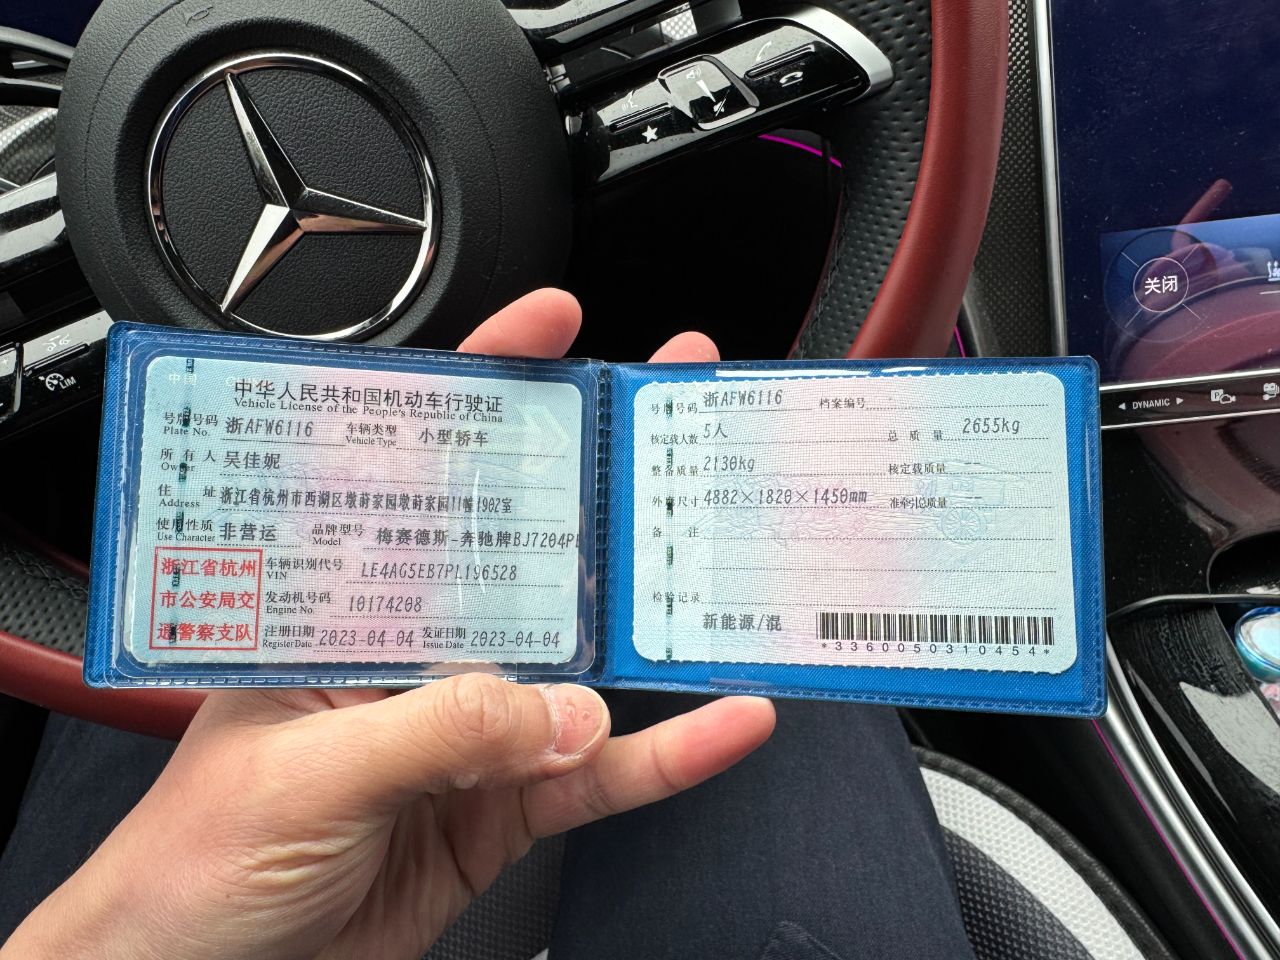 中国
中华人民共和国机动车行驶证
Vehicle License of the People's Republic of China
号牌号码 浙AFW6116 车辆类型 小型轿车
Plate No. Vehicle Type
所有人 吴佳妮
Owner
住址 浙江省杭州市西湖区墩莳家园墩莳家园11幢1902室
Address
使用性质 非营运 品牌型号 梅赛德斯-奔驰牌BJ7204P
Use Character Model
浙江省杭州
市公安局交
通警察支队
车辆识别代号 LE4AG5EB7PL196528
VIN
发动机号码 10174208
Engine No.
注册日期 2023-04-04 发证日期 2023-04-04
Register Date Issue Date
号牌号码 浙AFW6116 档案编号
核定载人数 5人 总质量 2655kg
整备质量 2130kg 核定载质量 --
外廓尺寸 4882×1820×1450mm 准牵引总质量 --
备注
检验记录
新能源/混
*3360050310454*
关闭
DYNAMIC
P
LIM